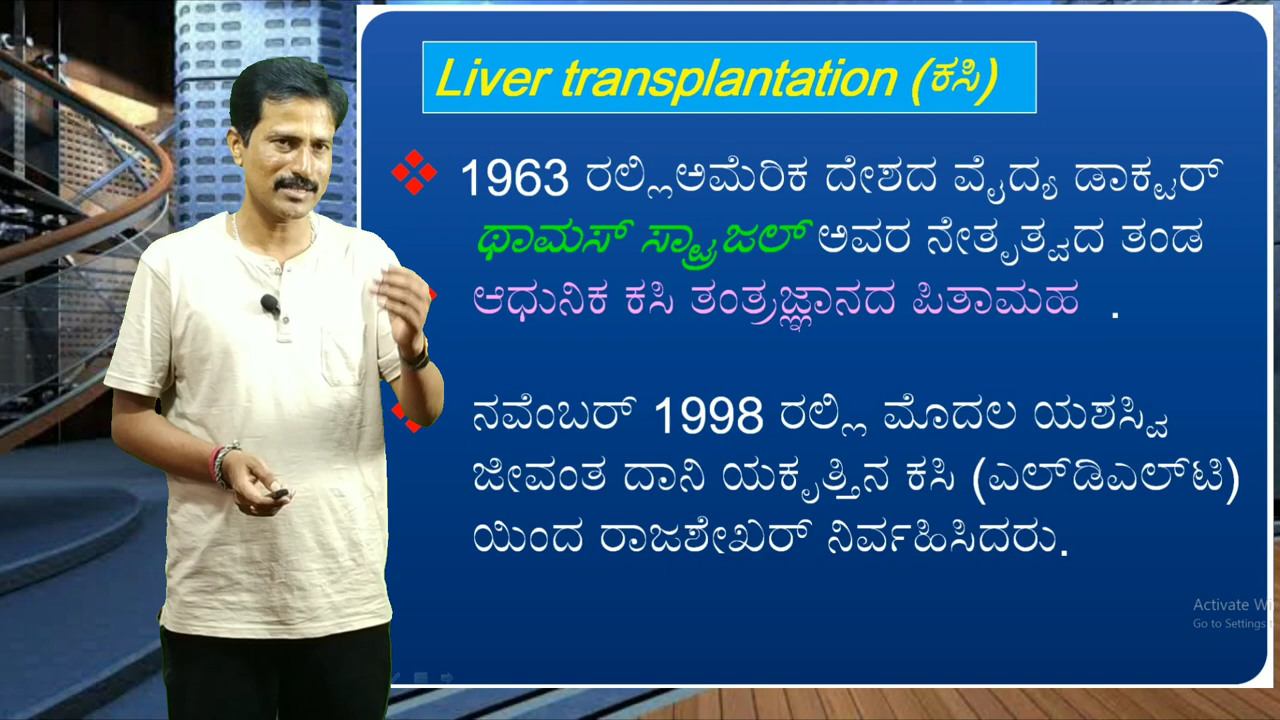 Liver transplantation (ಕಸಿ)
1963 ರಲ್ಲಿಅಮೆರಿಕ ದೇಶದ ವೈದ್ಯ ಡಾಕ್ಟರ್
ಥಾಮಸ್ ಸ್ಟ್ರಾಜಲ್ ಅವರ ನೇತೃತ್ವದ ತಂಡ
ಆಧುನಿಕ ಕಸಿ ತಂತ್ರಜ್ಞಾನದ ಪಿತಾಮಹ .
ನವೆಂಬರ್ 1998 ರಲ್ಲಿ ಮೊದಲ ಯಶಸ್ವಿ
ಜೀವಂತ ದಾನಿ ಯಕೃತ್ತಿನ ಕಸಿ (ಎಲ್‌ಡಿಎಲ್‌ಟಿ)
ಯಿಂದ ರಾಜಶೇಖರ್ ನಿರ್ವಹಿಸಿದರು.
Activate Wi
Go to Settings